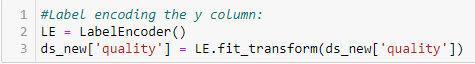 1 #Label encoding the y column:
2 LE = LabelEncoder()
3 ds_new['quality'] = LE.fit_transform(ds_new['quality'])